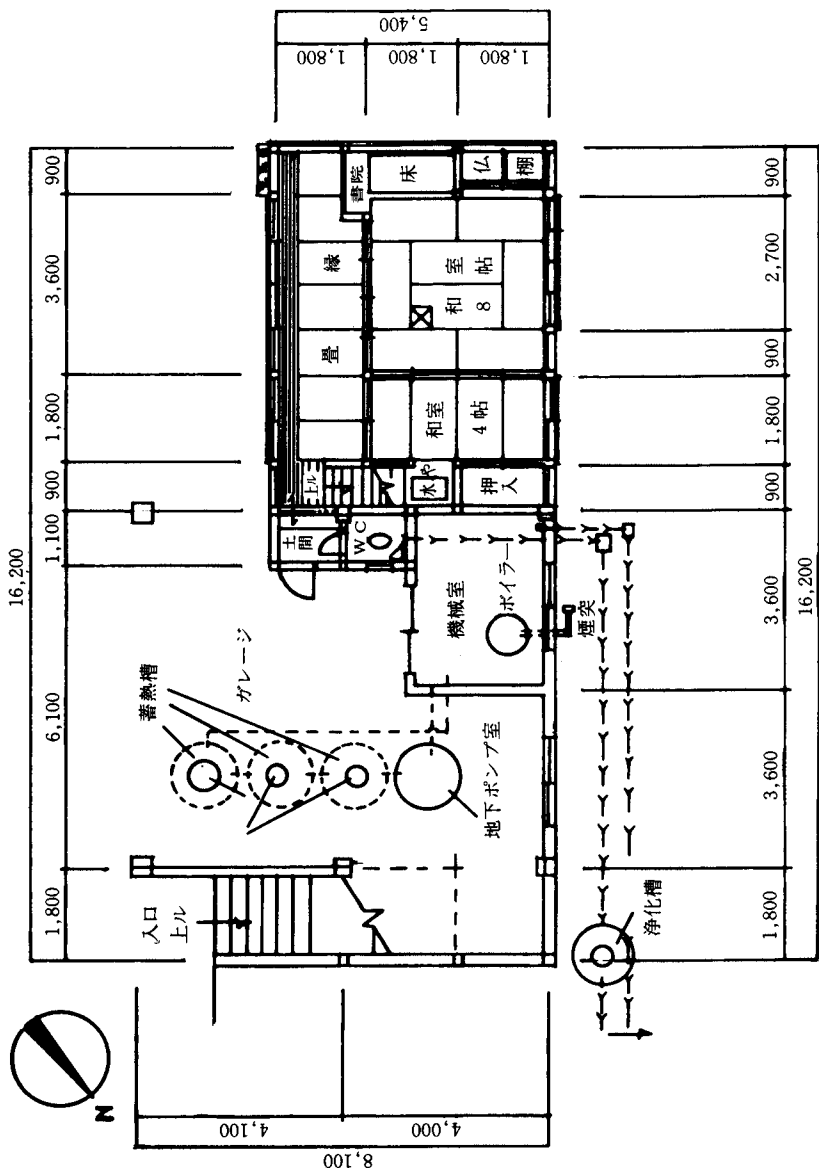 5,400
1,800
1,800
1,800
16,200
900
3,600
1,800
900
1,100
6,100
1,800
書院
床
仏
棚
縁
畳
和室
8帖
和室
4帖
上ル
水や
押入
土間
WC
機械室
ボイラー
煙突
ガレージ
蓄熱槽
地下ポンプ室
入口
上ル
浄化槽
900
2,700
900
1,800
900
3,600
3,600
1,800
16,200
N
4,100
4,000
8,100